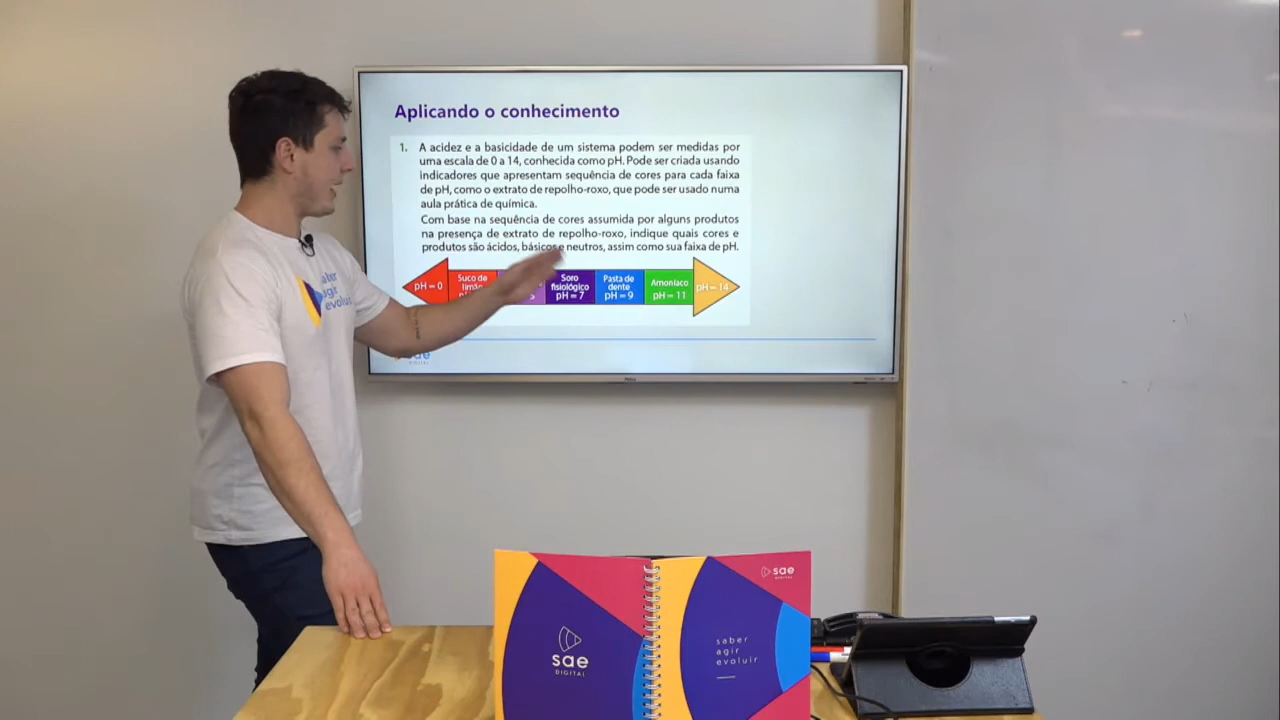 Aplicando o conhecimento
1. A acidez e a basicidade de um sistema podem ser medidas por
uma escala de 0 a 14, conhecida como pH. Pode ser criada usando
indicadores que apresentam sequência de cores para cada faixa
de pH, como o extrato de repolho-roxo, que pode ser usado numa
aula prática de química.
Com base na sequência de cores assumida por alguns produtos
na presença de extrato de repolho-roxo, indique quais cores e
produtos são ácidos, básicos e neutros, assim como sua faixa de pH.
pH = 0
Suco de
limão
Soro
fisiológico
pH = 7
Pasta de
dente
pH = 9
Amoníaco
pH = 11
pH = 14
sae
DIGITAL
saber
agir
evoluir
sae
DIGITAL
saber
agir
evoluir
sae
DIGITAL